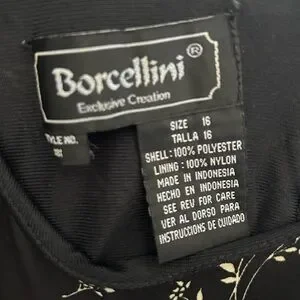 Borcellini®
Exclusive Creation
STYLE NO.
SIZE 16
TALLA 16
SHELL: 100% POLYESTER
LINING: 100% NYLON
MADE IN INDONESIA
HECHO EN INDONESIA
SEE REV FOR CARE
VER AL DORSO PARA
INSTRUCCIONES DE CUIDADO